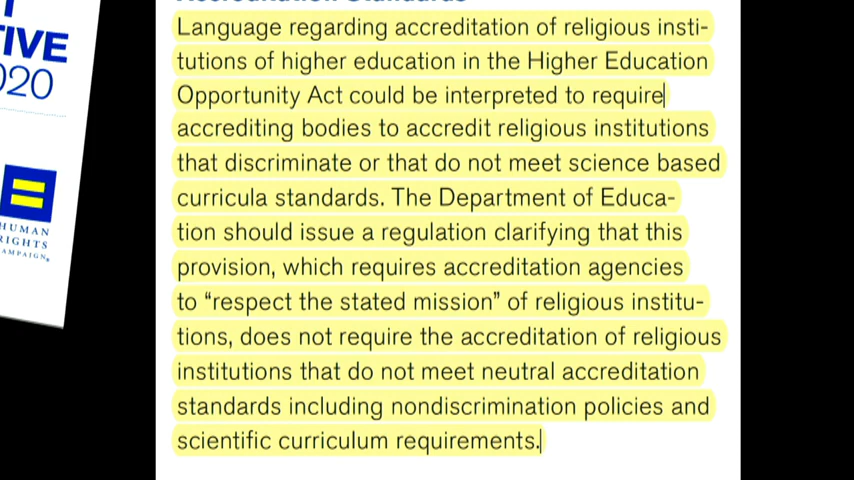 TIVE
2020
HUMAN
RIGHTS
CAMPAIGN®
Language regarding accreditation of religious insti-
tutions of higher education in the Higher Education
Opportunity Act could be interpreted to require
accrediting bodies to accredit religious institutions
that discriminate or that do not meet science based
curricula standards. The Department of Educa-
tion should issue a regulation clarifying that this
provision, which requires accreditation agencies
to “respect the stated mission” of religious institu-
tions, does not require the accreditation of religious
institutions that do not meet neutral accreditation
standards including nondiscrimination policies and
scientific curriculum requirements.